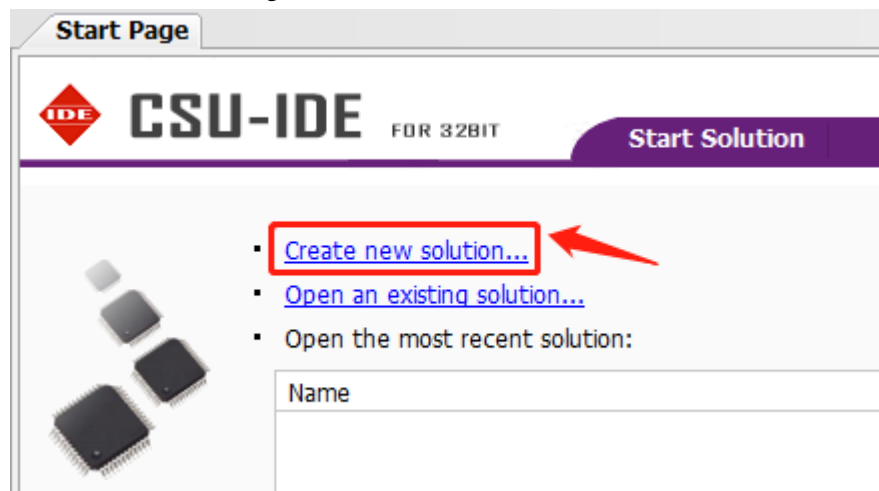 Start Page
IDE CSU-IDE FOR 32BIT Start Solution
▪ Create new solution...
▪ Open an existing solution...
▪ Open the most recent solution:
Name